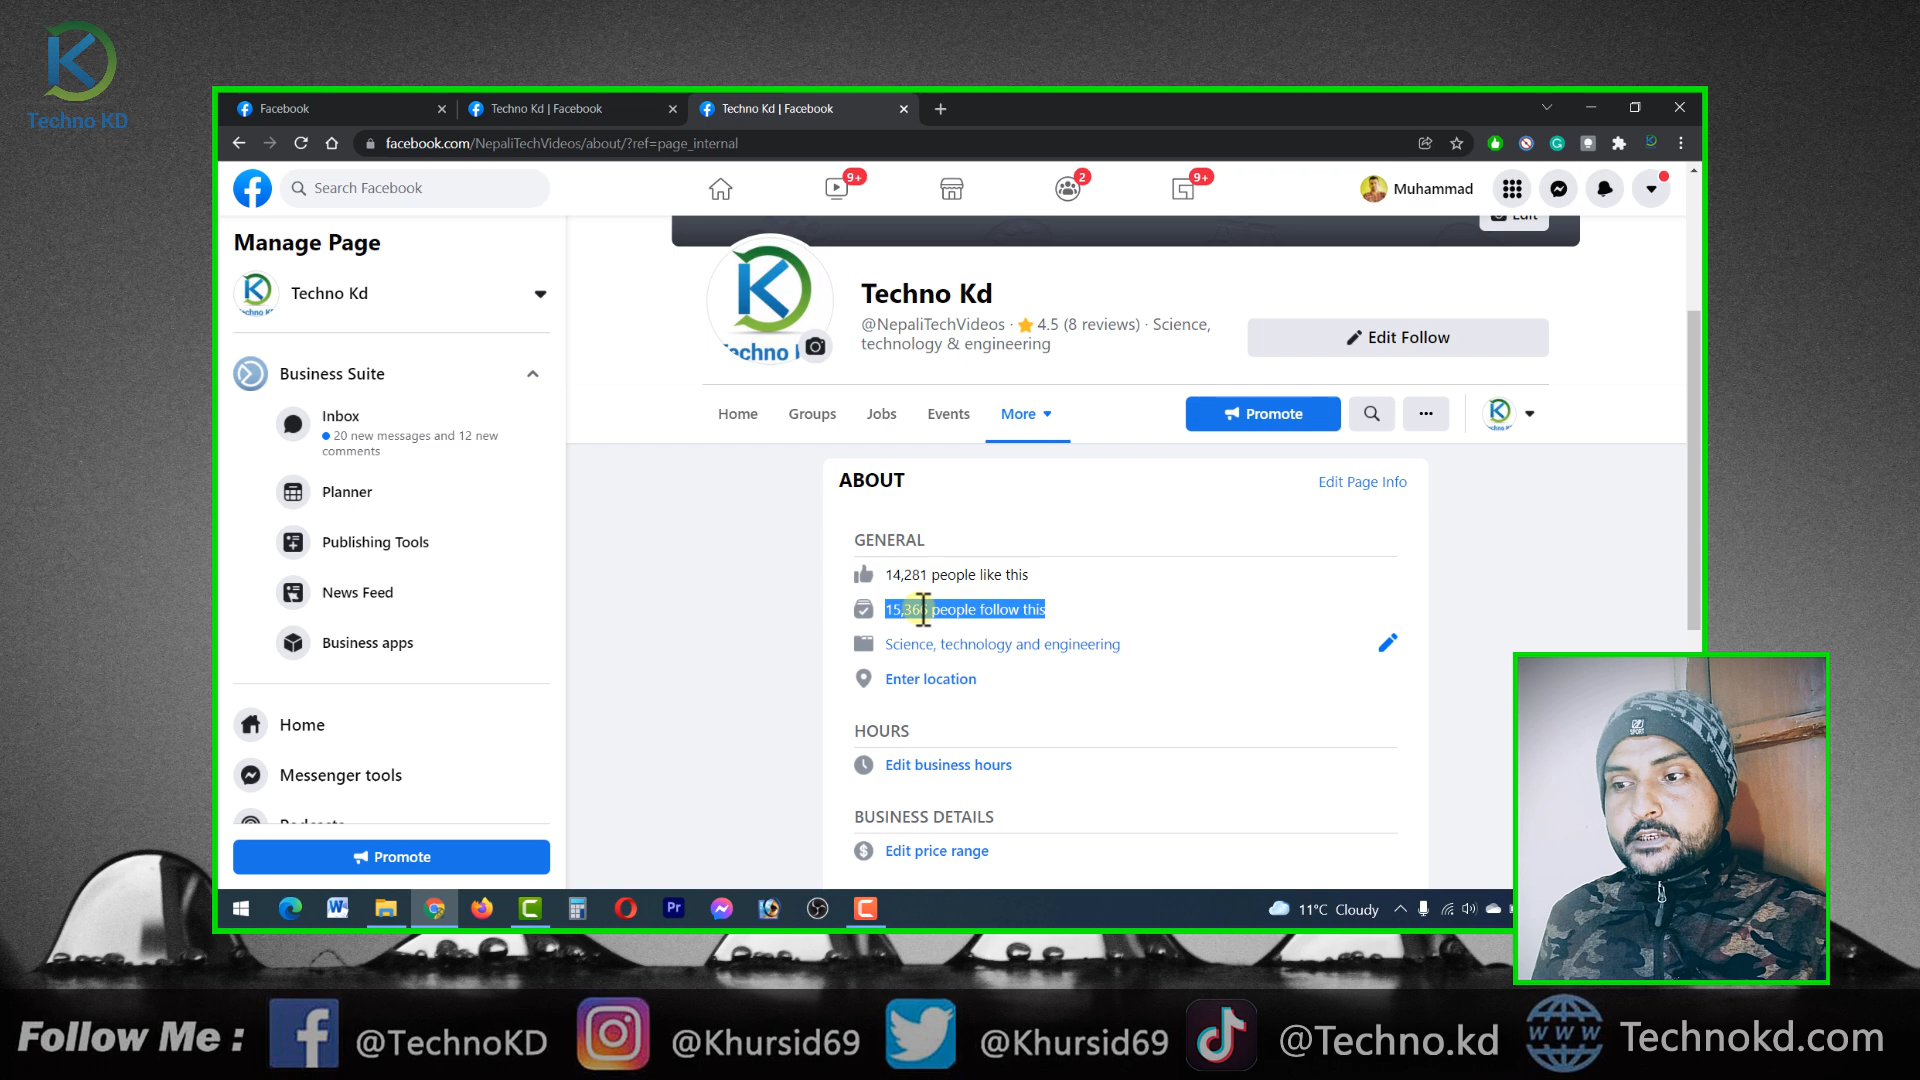 Techno KD
Facebook
Techno Kd | Facebook
Techno Kd | Facebook
facebook.com/NepaliTechVideos/about/?ref=page_internal
Search Facebook
9+
2
9+
Muhammad
Manage Page
Techno Kd
Business Suite
Inbox
20 new messages and 12 new
comments
Planner
Publishing Tools
News Feed
Business apps
Home
Messenger tools
Promote
Edit
Techno Kd
@NepaliTechVideos · 4.5 (8 reviews) · Science,
technology & engineering
Edit Follow
Home
Groups
Jobs
Events
More
Promote
ABOUT
Edit Page Info
GENERAL
14,281 people like this
15,366 people follow this
Science, technology and engineering
Enter location
HOURS
Edit business hours
BUSINESS DETAILS
Edit price range
11°C Cloudy
SPORT
Follow Me :
@TechnoKD
@Khursid69
@Khursid69
@Techno.kd
WWW
Technokd.com